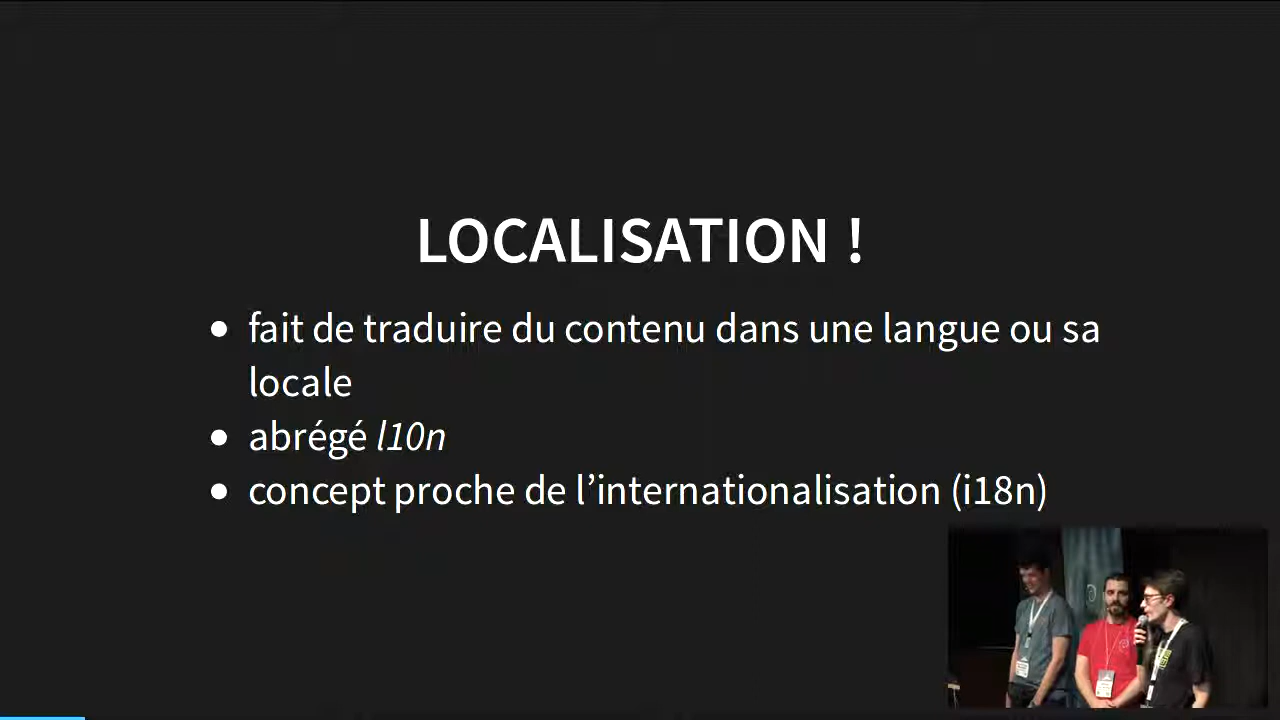 LOCALISATION !
fait de traduire du contenu dans une langue ou sa
locale
abrégé l10n
concept proche de l’internationalisation (i18n)